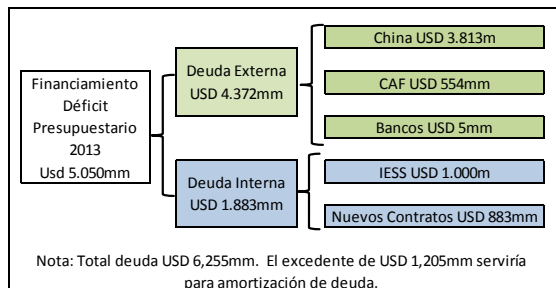 Financiamiento
Déficit
Presupuestario
2013
Usd 5.050mm
Deuda Externa
USD 4.372mm
China USD 3.813m
CAF USD 554mm
Bancos USD 5mm
Deuda Interna
USD 1.883mm
IESS USD 1.000m
Nuevos Contratos USD 883mm
Nota: Total deuda USD 6,255mm. El excedente de USD 1,205mm serviría
para amortización de deuda.